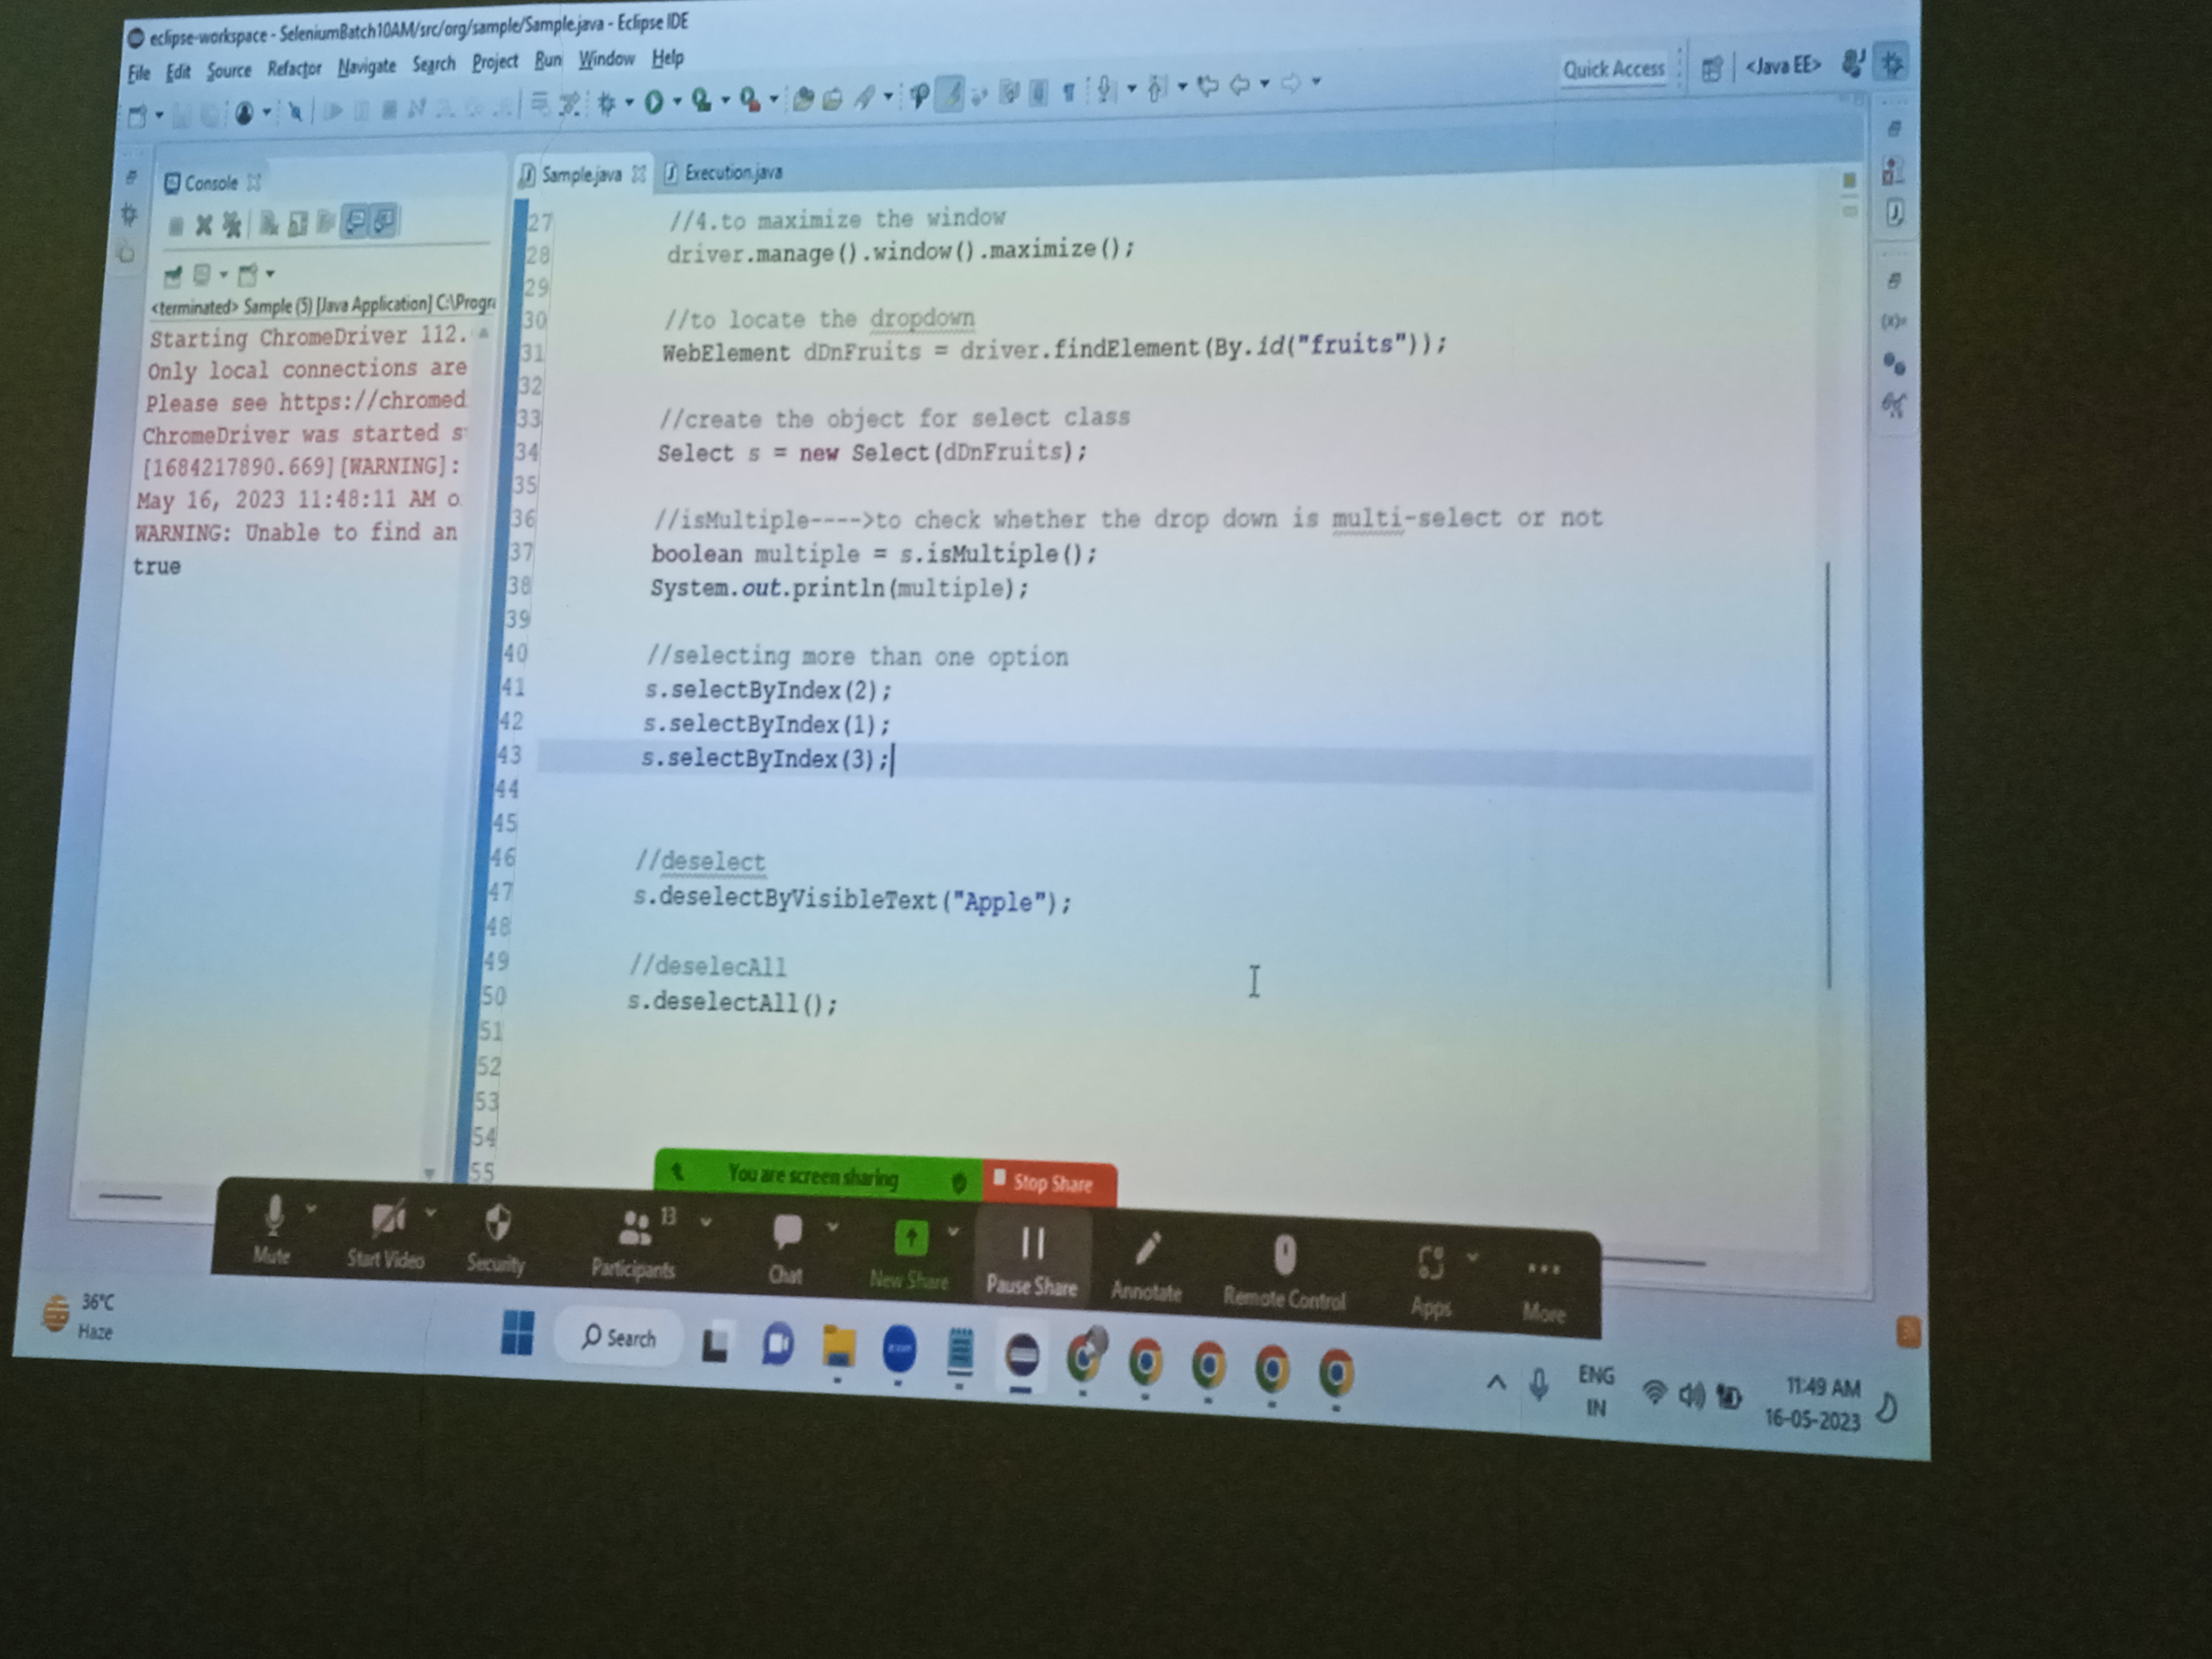 eclipse-workspace - SeleniumBatch10AM/src/org/sample/Sample.java - Eclipse IDE
File Edit Source Refactor Navigate Search Project Run Window Help
Quick Access
<Java EE>
Console
<terminated> Sample (5) [Java Application] C:\Progra
Starting ChromeDriver 112.
Only local connections are
Please see https://chromed
ChromeDriver was started s
[1684217890.669][WARNING]:
May 16, 2023 11:48:11 AM o
WARNING: Unable to find an
true
Sample.java Execution.java
27 //4.to maximize the window
28 driver.manage().window().maximize();
29
30 //to locate the dropdown
31 WebElement dDnFruits = driver.findElement(By.id("fruits"));
32
33 //create the object for select class
34 Select s = new Select(dDnFruits);
35
36 //isMultiple---->to check whether the drop down is multi-select or not
37 boolean multiple = s.isMultiple();
38 System.out.println(multiple);
39
40 //selecting more than one option
41 s.selectByIndex(2);
42 s.selectByIndex(1);
43 s.selectByIndex(3);
44
45
46 //deselect
47 s.deselectByVisibleText("Apple");
48
49 //deselecAll
50 s.deselectAll();
51
52
53
54
55
You are screen sharing Stop Share
Mute Start Video Security Participants 13 Chat New Share Pause Share Annotate Remote Control Apps More
36°C
Haze
Search
ENG
IN
11:49 AM
16-05-2023